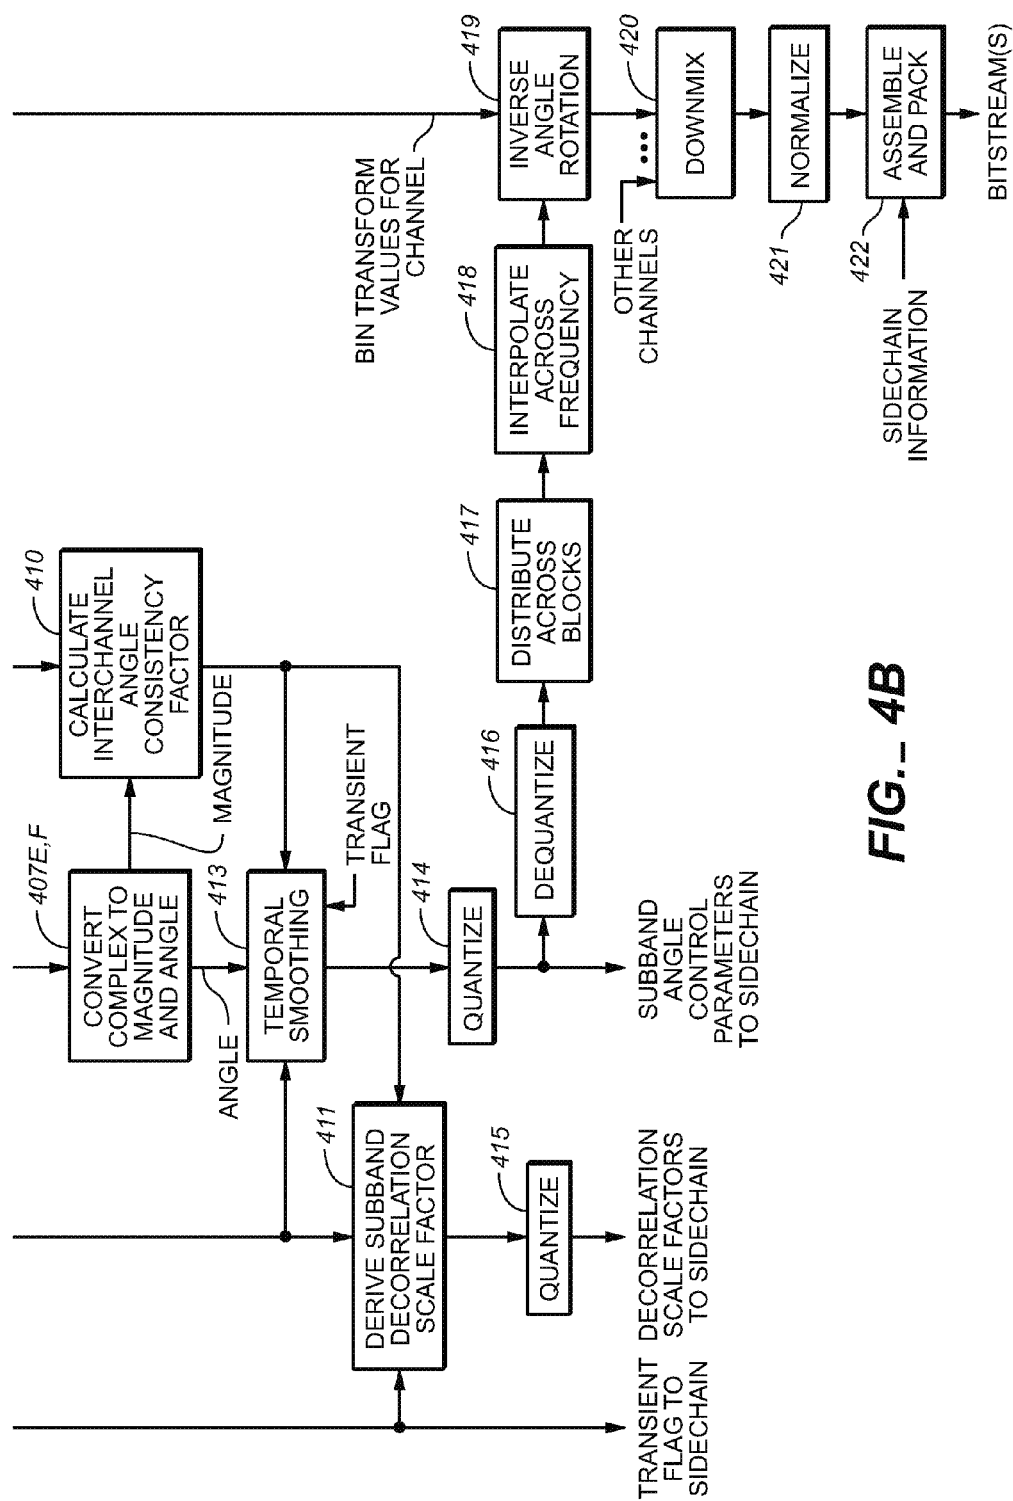 407E,F
CONVERT
COMPLEX TO
MAGNITUDE
AND ANGLE
410
CALCULATE
INTERCHANNEL
ANGLE
CONSISTENCY
FACTOR
MAGNITUDE
ANGLE
413
TEMPORAL
SMOOTHING
TRANSIENT
FLAG
411
DERIVE SUBBAND
DECORRELATION
SCALE FACTOR
414
QUANTIZE
415
QUANTIZE
416
DEQUANTIZE
417
DISTRIBUTE
ACROSS
BLOCKS
418
INTERPOLATE
ACROSS
FREQUENCY
BIN TRANSFORM
VALUES FOR
CHANNEL
419
INVERSE
ANGLE
ROTATION
OTHER
CHANNELS
420
DOWNMIX
421
NORMALIZE
422
ASSEMBLE
AND PACK
SIDECHAIN
INFORMATION
BITSTREAM(S)
TRANSIENT
FLAG TO
SIDECHAIN
DECORRELATION
SCALE FACTORS
TO SIDECHAIN
SUBBAND
ANGLE
CONTROL
PARAMETERS
TO SIDECHAIN
FIG._ 4B